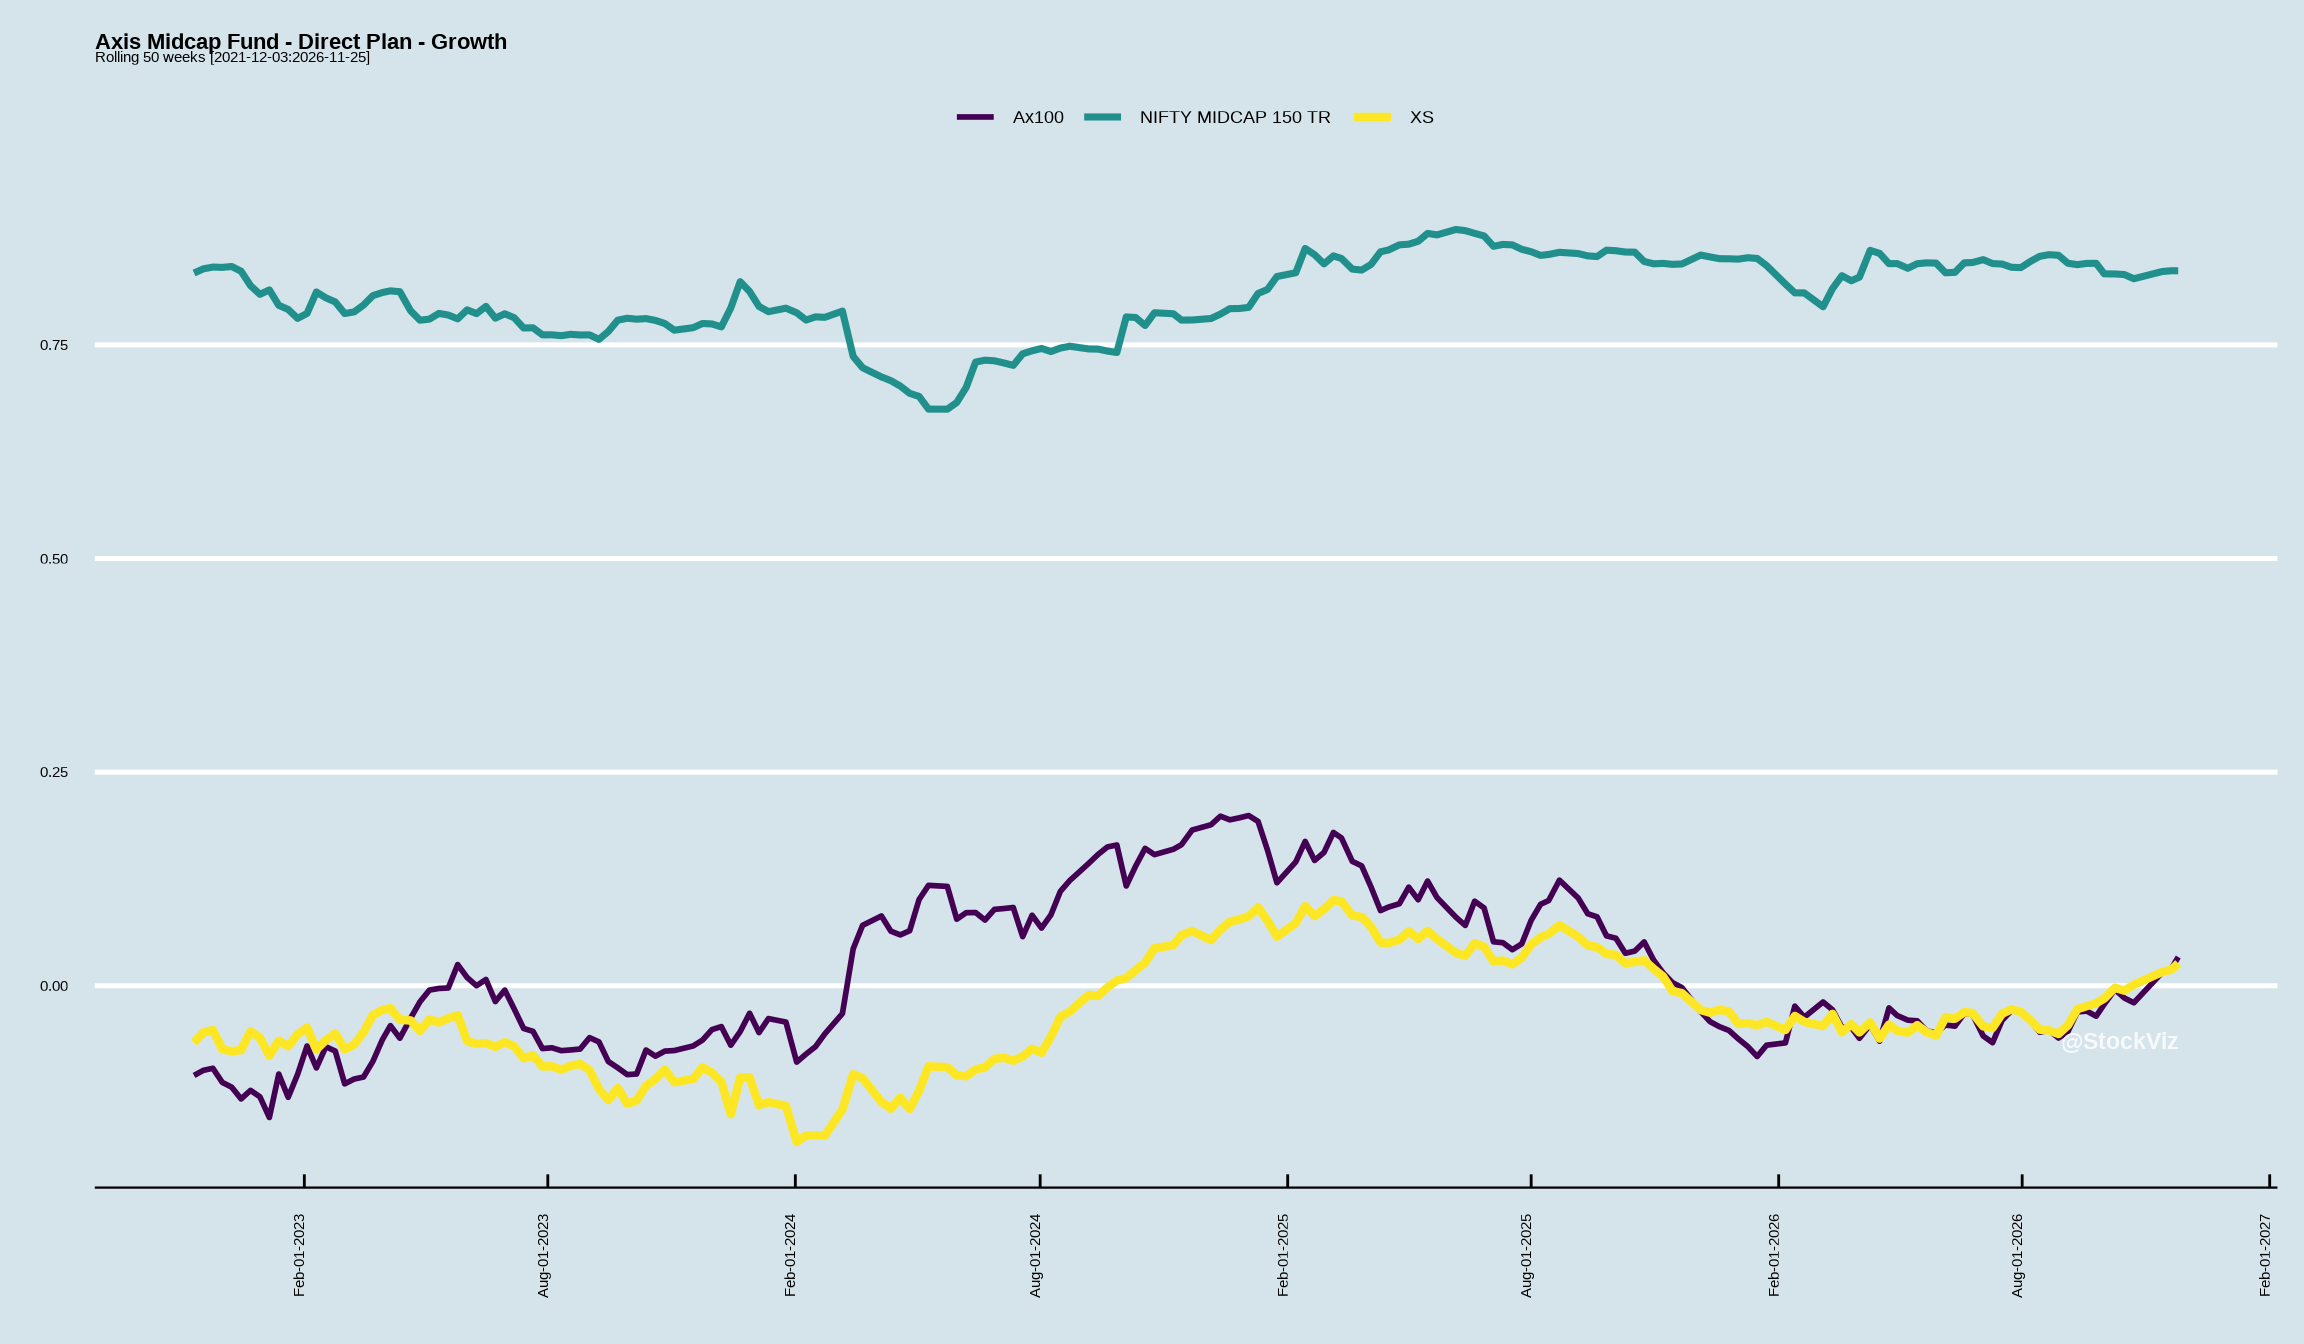 Axis Midcap Fund - Direct Plan - Growth
Rolling 50 weeks [2021-12-03:2026-11-25]
Ax100 NIFTY MIDCAP 150 TR XS
0.75
0.50
0.25
0.00
@StockViz
Feb-01-2023
Aug-01-2023
Feb-01-2024
Aug-01-2024
Feb-01-2025
Aug-01-2025
Feb-01-2026
Aug-01-2026
Feb-01-2027